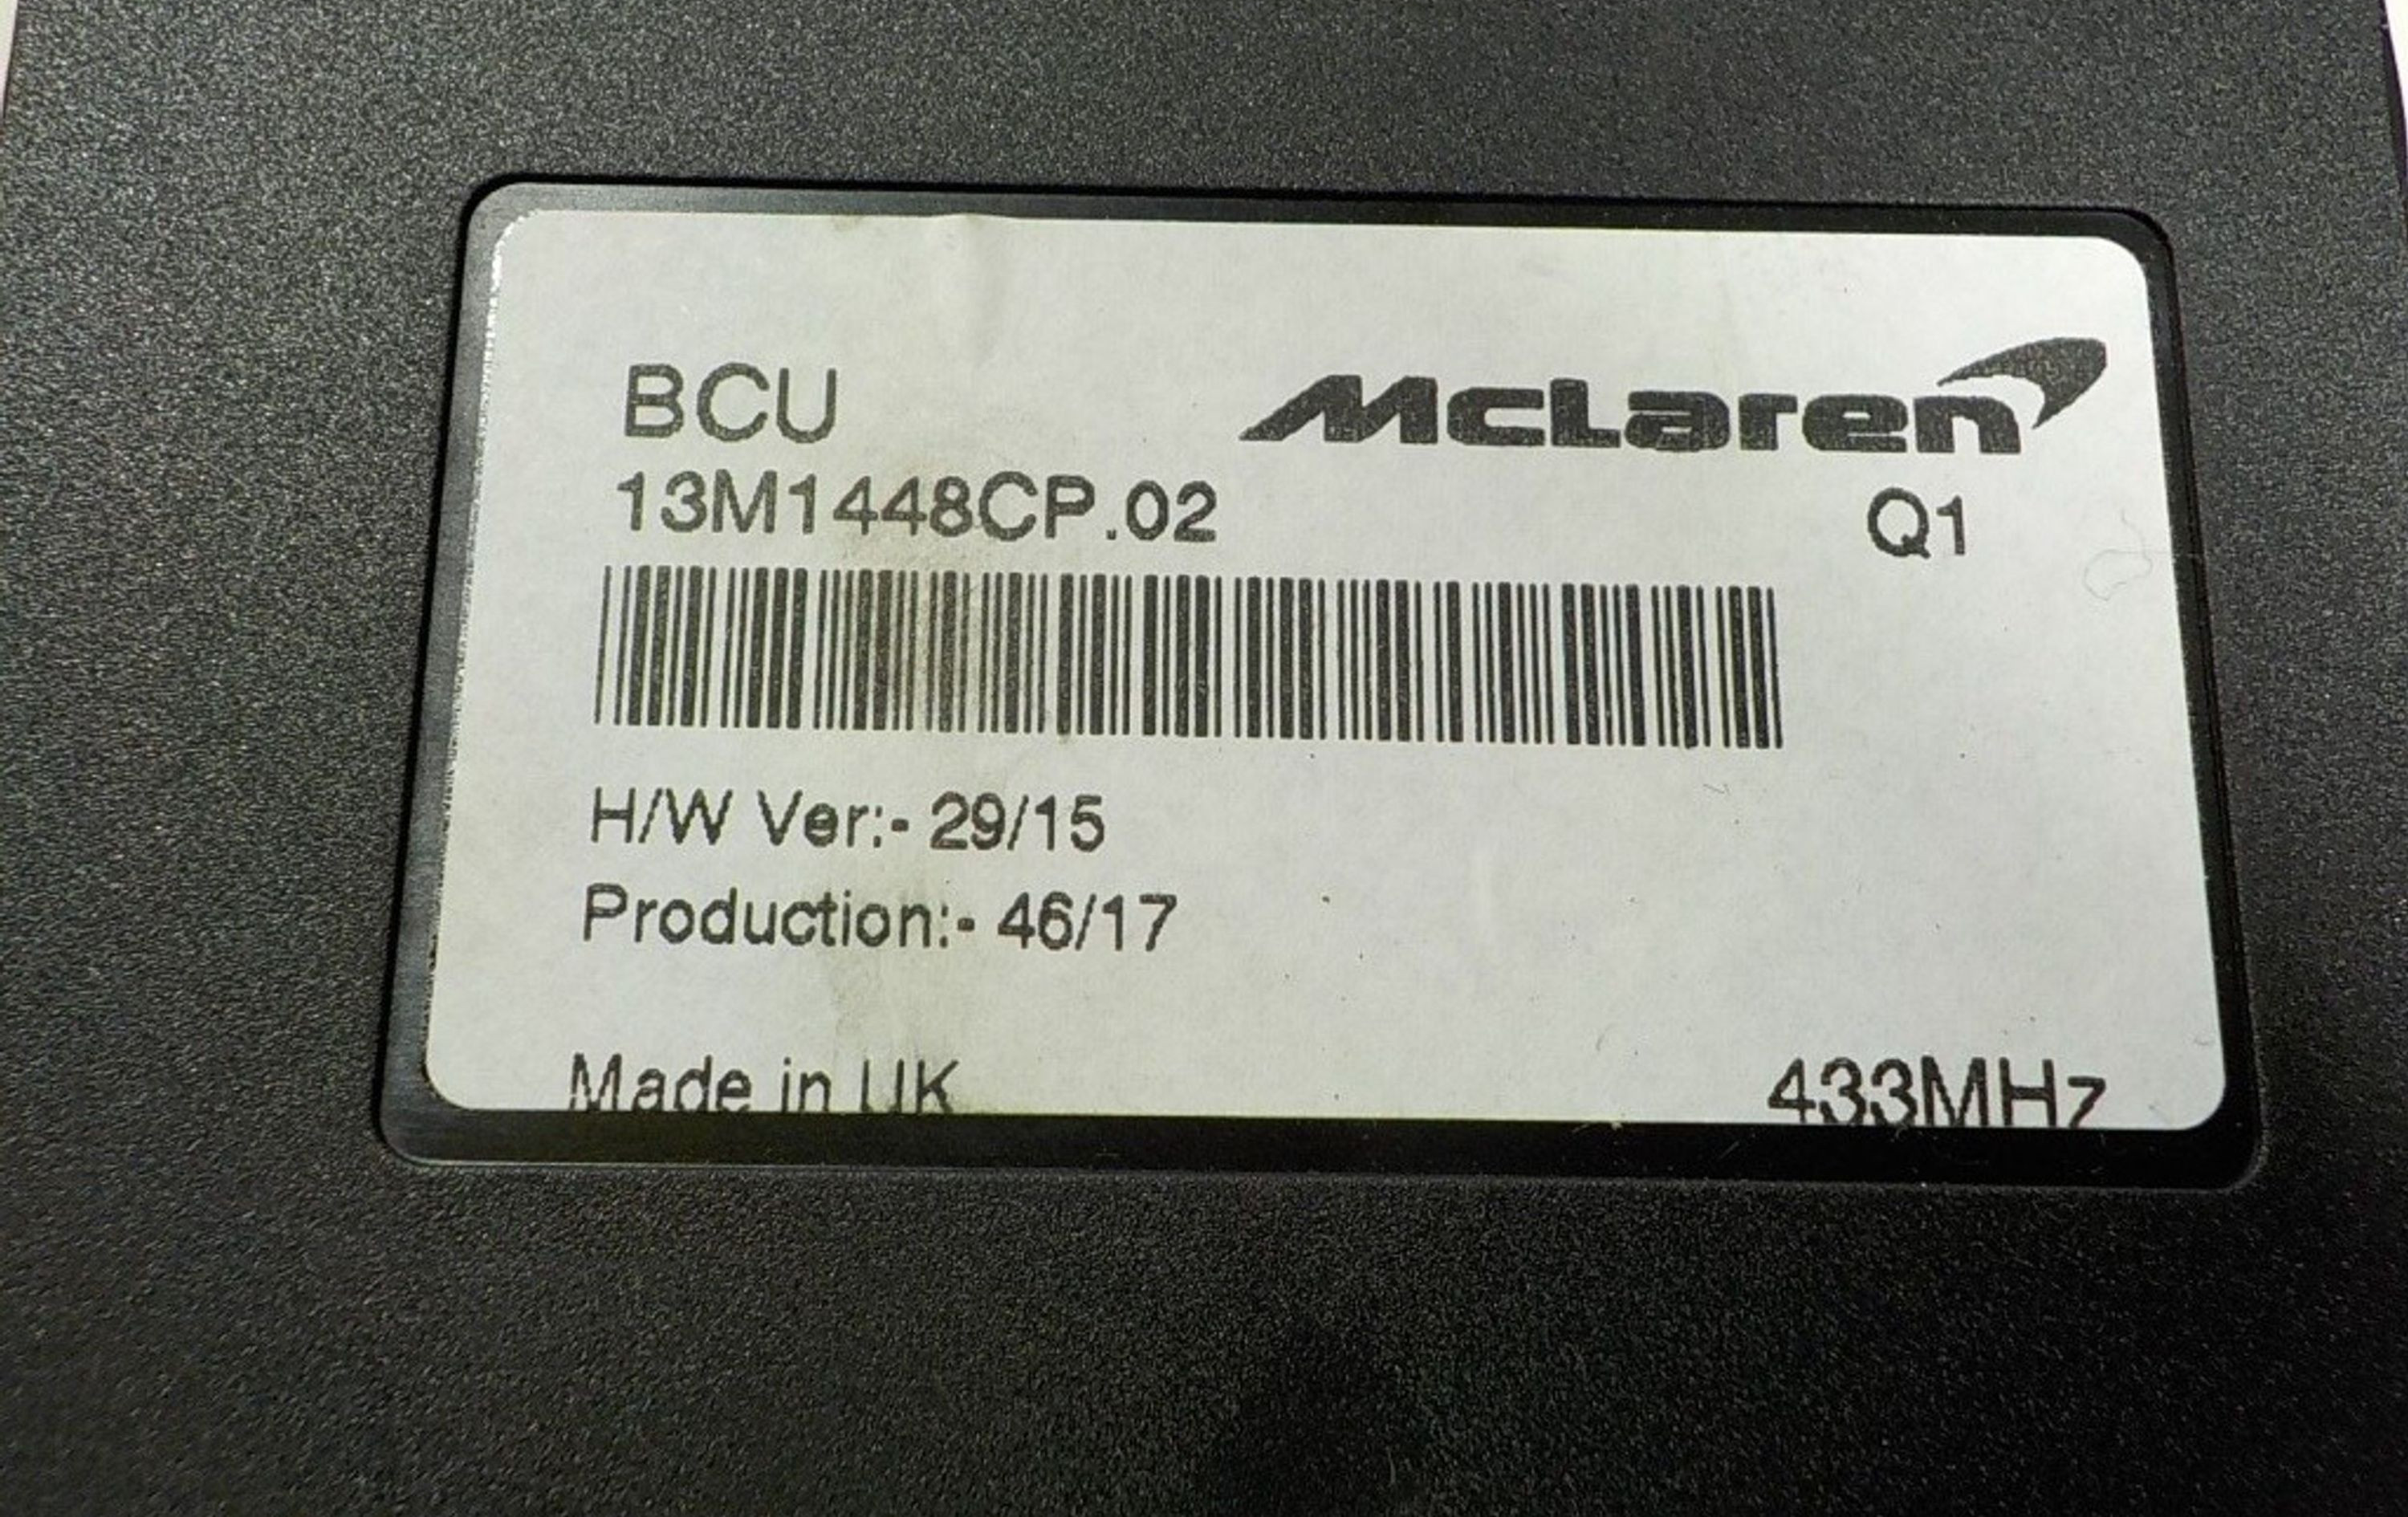 BCU McLaren
13M1448CP.02 Q1
H/W Ver:- 29/15
Production:- 46/17
Made in UK 433MHz